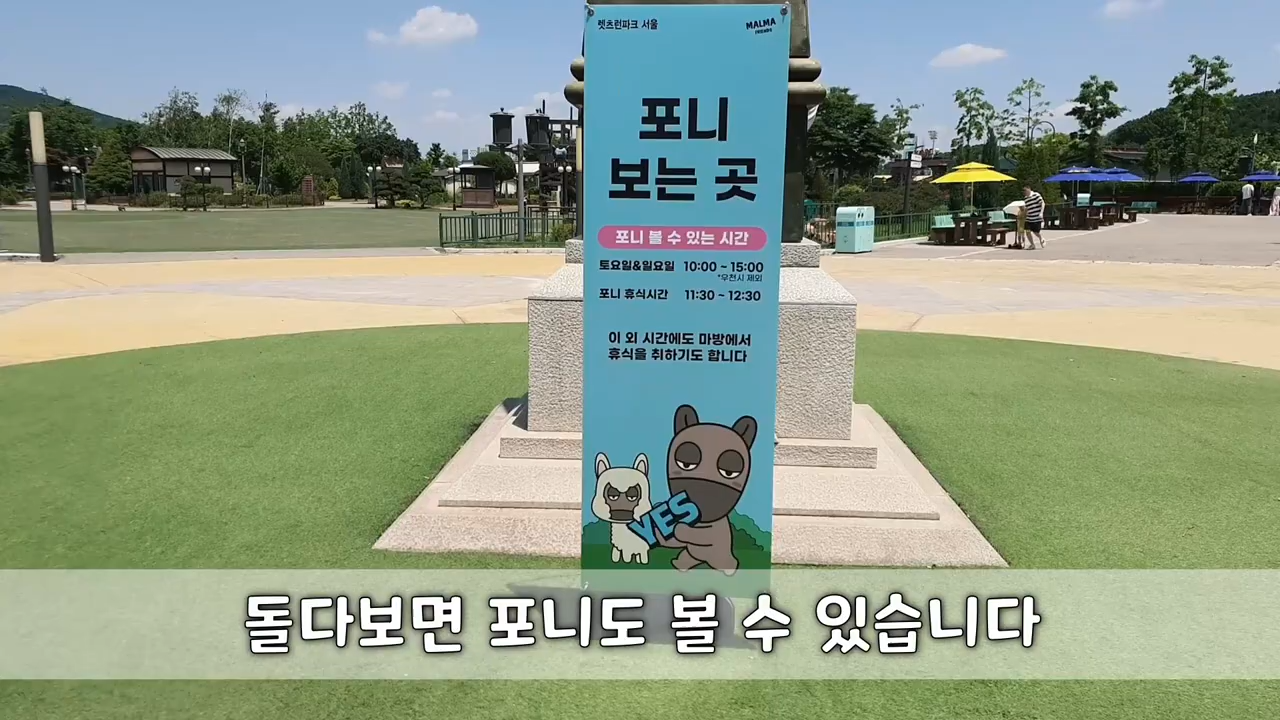 렛츠런파크 서울
MALMA
FRIENDS
포니
보는 곳
포니 볼 수 있는 시간
토요일&일요일 10:00 ~ 15:00
*우천시 제외
포니 휴식시간 11:30 ~ 12:30
이 외 시간에도 마방에서
휴식을 취하기도 합니다
YES
돌다보면 포니도 볼 수 있습니다